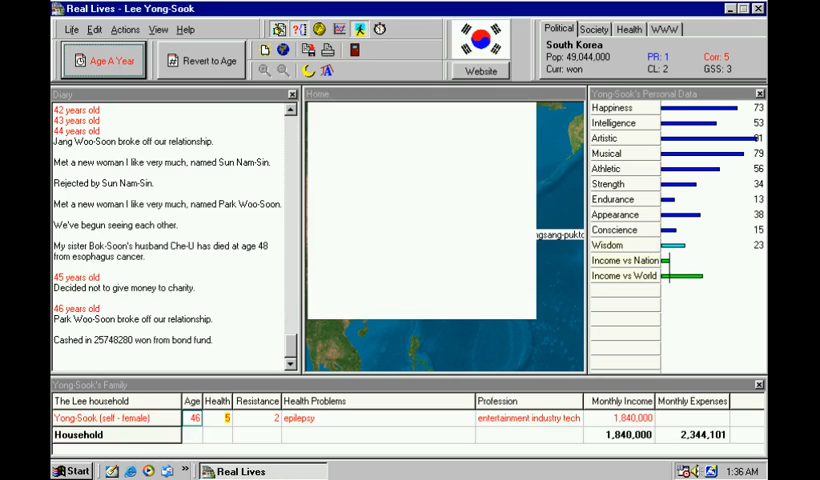 Real Lives - Lee Yong-Sook
Life Edit Actions View Help
Age A Year
Revert to Age
Website
Political Society Health WWW
South Korea
Pop: 49,044,000 PR: 1 Corr: 5
Curr: won CL: 2 GSS: 3
Diary
42 years old
43 years old
44 years old
Jang Woo-Soon broke off our relationship.
Met a new woman I like very much, named Sun Nam-Sin.
Rejected by Sun Nam-Sin.
Met a new woman I like very much, named Park Woo-Soon.
We've begun seeing each other.
My sister Bok-Soon's husband Che-U has died at age 48
from esophagus cancer.
45 years old
Decided not to give money to charity.
46 years old
Park Woo-Soon broke off our relationship.
Cashed in 25748280 won from bond fund.
Home
ngsang-pukto
Yong-Sook's Personal Data
Happiness 73
Intelligence 53
Artistic 91
Musical 79
Athletic 56
Strength 34
Endurance 13
Appearance 38
Conscience 15
Wisdom 23
Income vs Nation
Income vs World
Yong-Sook's Family
The Lee household Age Health Resistance Health Problems Profession Monthly Income Monthly Expenses
Yong-Sook (self - female) 46 5 2 epilepsy entertainment industry tech 1,840,000
Household 1,840,000 2,344,101
Start » Real Lives 1:36 AM